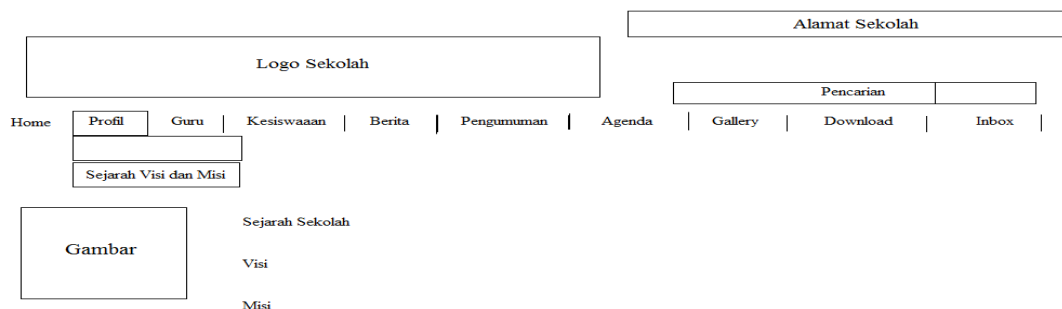 Alamat Sekolah
Logo Sekolah
Pencarian
Home Profil Guru Kesiswaaan Berita Pengumuman Agenda Gallery Download Inbox
Sejarah Visi dan Misi
Sejarah Sekolah
Gambar
Visi
Misi